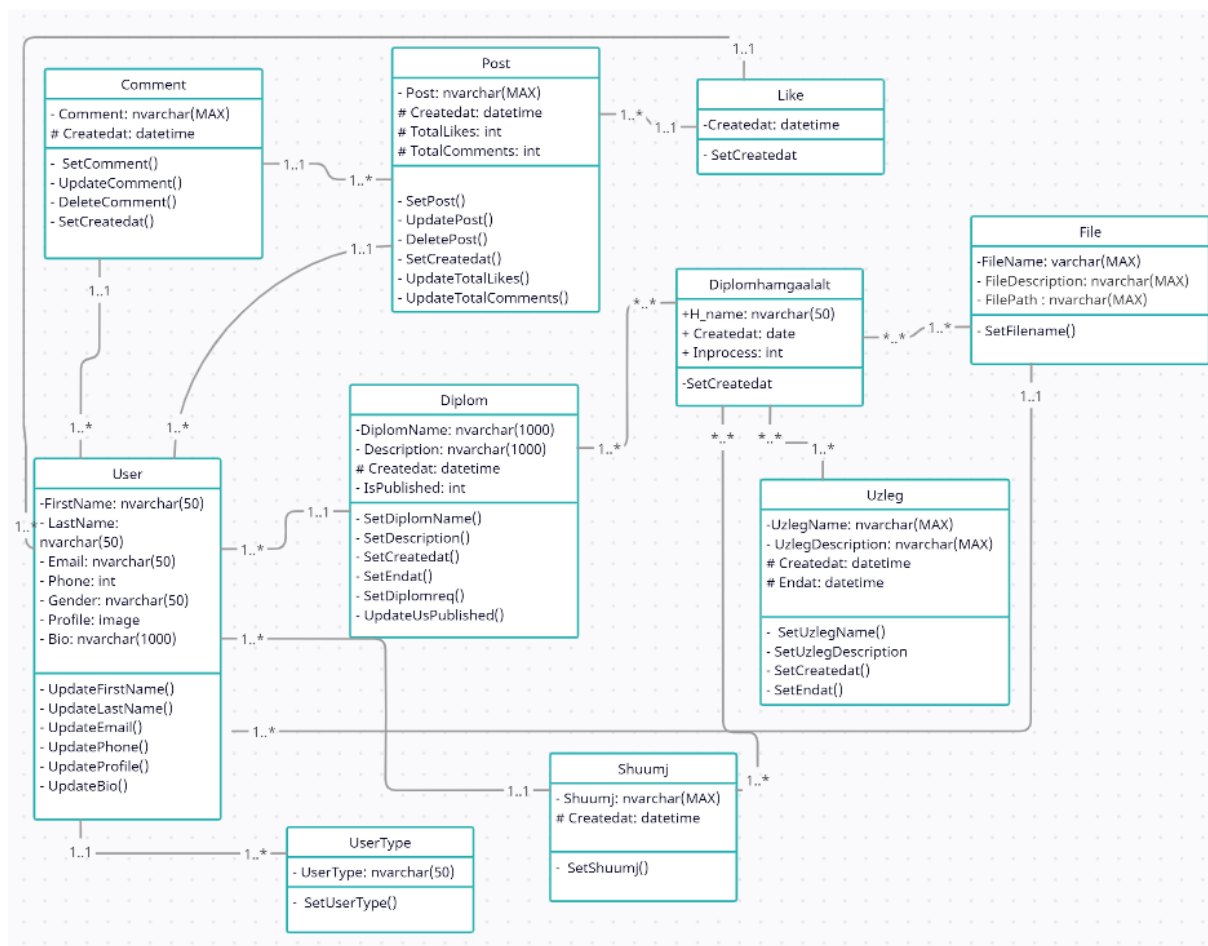 1..1
Comment
- Comment: nvarchar(MAX)
# Createdat: datetime
- SetComment()
- UpdateComment()
- DeleteComment()
- SetCreatedat()
1..1
1..*
1..1
1..*
Post
- Post: nvarchar(MAX)
# Createdat: datetime
# TotalLikes: int
# TotalComments: int
- SetPost()
- UpdatePost()
- DeletePost()
- SetCreatedat()
- UpdateTotalLikes()
- UpdateTotalComments()
1..*
1..1
1..1
1..*
Like
-Createdat: datetime
- SetCreatedat
File
-FileName: varchar(MAX)
- FileDescription: nvarchar(MAX)
- FilePath : nvarchar(MAX)
- SetFilename()
1..1
Diplomhamgaalalt
+H_name: nvarchar(50)
+ Createdat: date
+ Inprocess: int
-SetCreatedat
*..*
1..*
*..*
1..*
*..*
*..*
1..*
Diplom
-DiplomName: nvarchar(1000)
- Description: nvarchar(1000)
# Createdat: datetime
- IsPublished: int
- SetDiplomName()
- SetDescription()
- SetCreatedat()
- SetEndat()
- SetDiplomreq()
- UpdateUsPublished()
Uzleg
-UzlegName: nvarchar(MAX)
- UzlegDescription: nvarchar(MAX)
# Createdat: datetime
# Endat: datetime
- SetUzlegName()
- SetUzlegDescription
- SetCreatedat()
- SetEndat()
User
-FirstName: nvarchar(50)
- LastName:
nvarchar(50)
- Email: nvarchar(50)
- Phone: int
- Gender: nvarchar(50)
- Profile: image
- Bio: nvarchar(1000)
- UpdateFirstName()
- UpdateLastName()
- UpdateEmail()
- UpdatePhone()
- UpdateProfile()
- UpdateBio()
1..*
1..*
1..1
1..*
1..*
1..1
1..*
Shuumj
- Shuumj: nvarchar(MAX)
# Createdat: datetime
- SetShuumj()
1..1
1..*
UserType
- UserType: nvarchar(50)
- SetUserType()
1..*